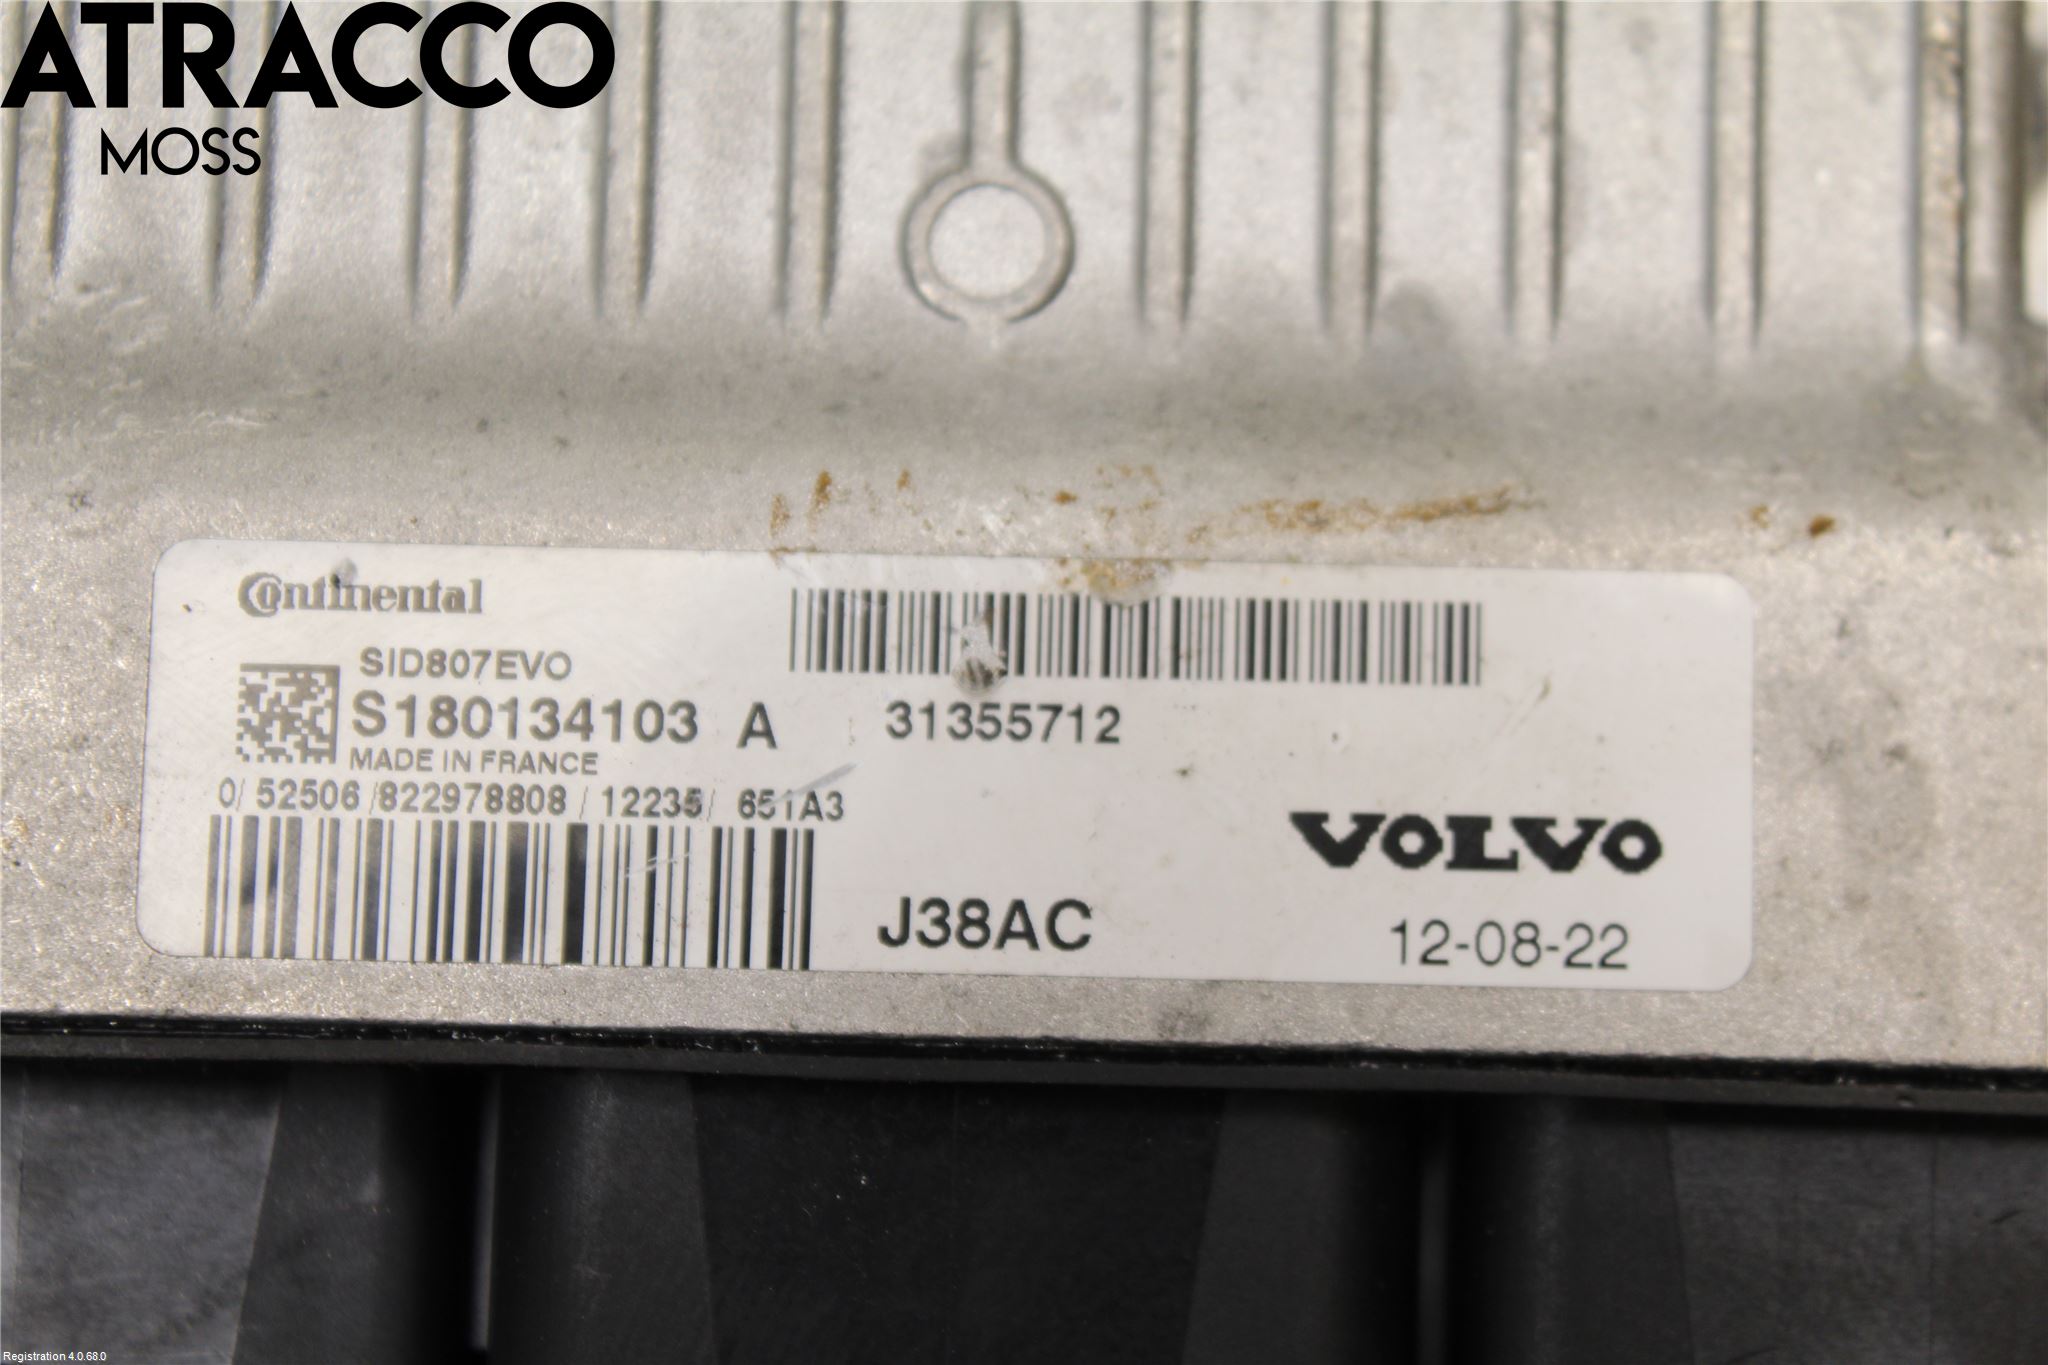 ATRACCO
MOSS
Continental
SID807EVO
S180134103 A 31355712
MADE IN FRANCE
0/ 52506 /822978808 / 12235/ 651A3
VOLVO
J38AC
12-08-22
Registration 4.0.68.0